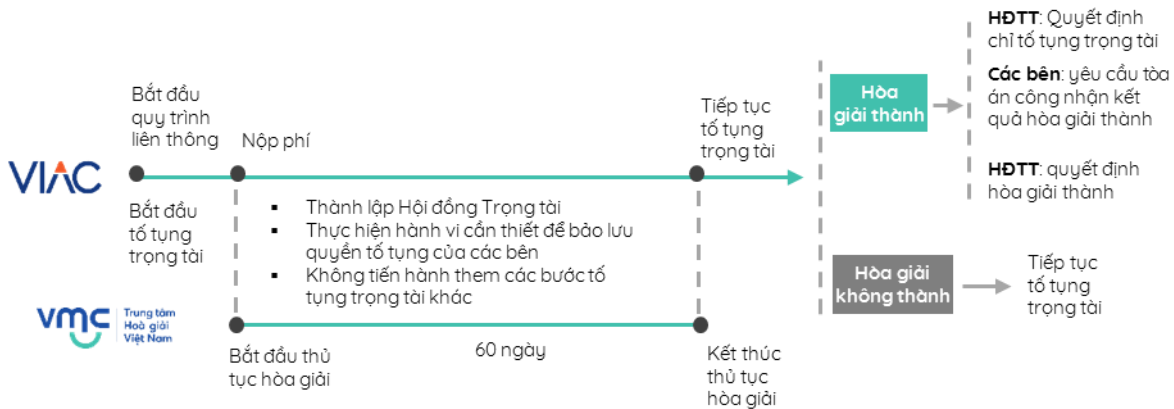 Bắt đầu
quy trình
liên thông
Nộp phí
Tiếp tục
tố tụng
trọng tài
VIAC
Bắt đầu
tố tụng
trọng tài
▪ Thành lập Hội đồng Trọng tài
▪ Thực hiện hành vi cần thiết để bảo lưu
quyền tố tụng của các bên
▪ Không tiến hành them các bước tố
tụng trọng tài khác
vmc
Trung tâm
Hoà giải
Việt Nam
Bắt đầu thủ
tục hòa giải
60 ngày
Kết thúc
thủ tục
hòa giải
Hòa
giải thành
HĐTT: Quyết định
chỉ tố tụng trọng tài
Các bên: yêu cầu tòa
án công nhận kết
quả hòa giải thành
HĐTT: quyết định
hòa giải thành
Hòa giải
không thành
Tiếp tục
tố tụng
trọng tài